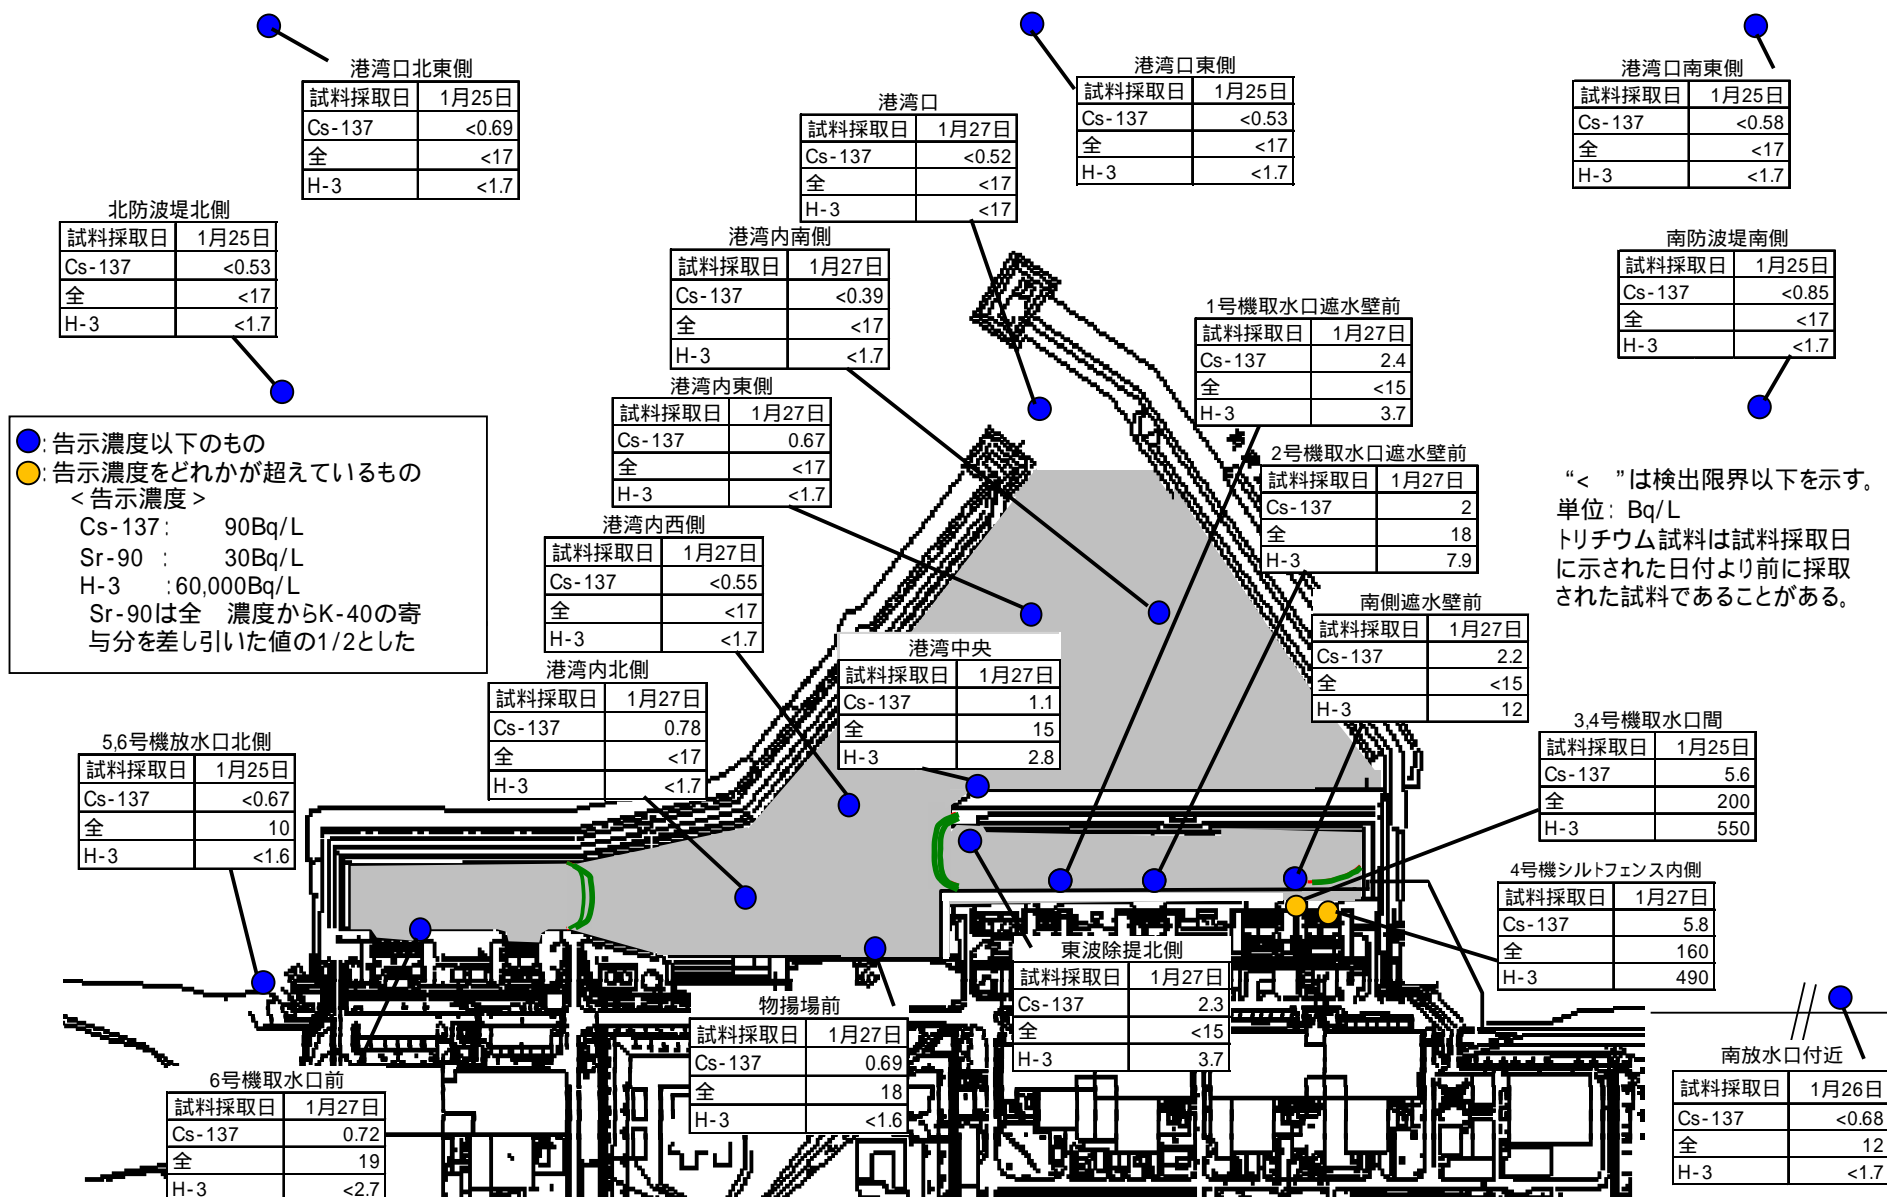 港湾口北東側
試料採取日 1月25日
Cs-137 <0.69
全 <17
H-3 <1.7
港湾口東側
試料採取日 1月25日
Cs-137 <0.53
全 <17
H-3 <1.7
港湾口南東側
試料採取日 1月25日
Cs-137 <0.58
全 <17
H-3 <1.7
港湾口
試料採取日 1月27日
Cs-137 <0.52
全 <17
H-3 <17
北防波堤北側
試料採取日 1月25日
Cs-137 <0.53
全 <17
H-3 <1.7
港湾内南側
試料採取日 1月27日
Cs-137 <0.39
全 <17
H-3 <1.7
南防波堤南側
試料採取日 1月25日
Cs-137 <0.85
全 <17
H-3 <1.7
1号機取水口遮水壁前
試料採取日 1月27日
Cs-137 2.4
全 <15
H-3 3.7
港湾内東側
試料採取日 1月27日
Cs-137 0.67
全 <17
H-3 <1.7
: 告示濃度以下のもの
: 告示濃度をどれかが超えているもの
<告示濃度>
Cs-137: 90Bq/L
Sr-90 : 30Bq/L
H-3 :60,000Bq/L
Sr-90は全 濃度からK-40の寄
与分を差し引いた値の1/2とした
2号機取水口遮水壁前
試料採取日 1月27日
Cs-137 2
全 18
H-3 7.9
“< ”は検出限界以下を示す。
単位: Bq/L
トリチウム試料は試料採取日
に示された日付より前に採取
された試料であることがある。
港湾内西側
試料採取日 1月27日
Cs-137 <0.55
全 <17
H-3 <1.7
南側遮水壁前
試料採取日 1月27日
Cs-137 2.2
全 <15
H-3 12
港湾中央
試料採取日 1月27日
Cs-137 1.1
全 15
H-3 2.8
港湾内北側
試料採取日 1月27日
Cs-137 0.78
全 <17
H-3 <1.7
3,4号機取水口間
試料採取日 1月25日
Cs-137 5.6
全 200
H-3 550
5,6号機放水口北側
試料採取日 1月25日
Cs-137 <0.67
全 10
H-3 <1.6
4号機シルトフェンス内側
試料採取日 1月27日
Cs-137 5.8
全 160
H-3 490
東波除堤北側
試料採取日 1月27日
Cs-137 2.3
全 <15
H-3 3.7
物揚場前
試料採取日 1月27日
Cs-137 0.69
全 18
H-3 <1.6
南放水口付近
試料採取日 1月26日
Cs-137 <0.68
全 12
H-3 <1.7
6号機取水口前
試料採取日 1月27日
Cs-137 0.72
全 19
H-3 <2.7